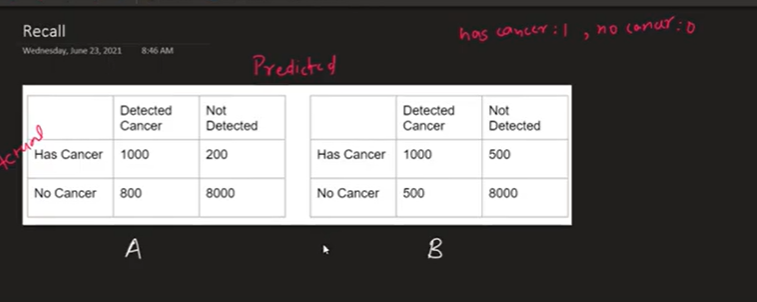 Recall
Wednesday, June 23, 2021 8:46 AM
has cancer : 1 , no cancer : 0
Predicted
Actual
Detected Cancer Not Detected
Has Cancer 1000 200
No Cancer 800 8000
A
Detected Cancer Not Detected
Has Cancer 1000 500
No Cancer 500 8000
B